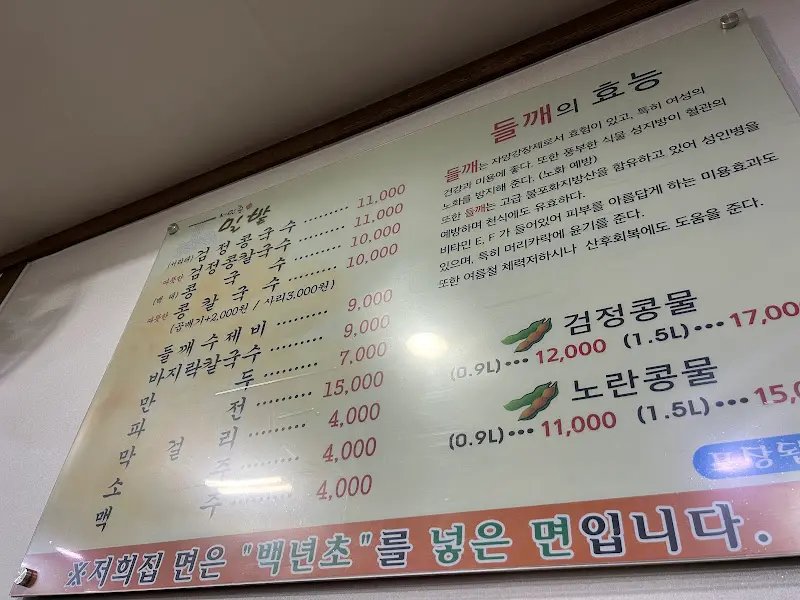 밀밭
(서리태) 검정콩국수 ········ 11,000
따뜻한 검정콩칼국수 ········ 11,000
콩국수 ········ 10,000
따뜻한 콩칼국수 ········ 10,000
(곱빼기+2,000원 / 사리3,000원)
들깨수제비 ········ 9,000
바지락칼국수 ········ 9,000
만두 ········ 7,000
파전 ········ 15,000
막걸리 ········ 4,000
소주 ········ 4,000
맥주 ········ 4,000
들깨의 효능
들깨는 자양강장제로서 효험이 있고, 특히 여성의
건강과 미용에 좋다. 또한 풍부한 식물 성지방이 혈관의
노화를 방지해 준다. (노화 예방)
또한 들깨는 고급 불포화지방산을 함유하고 있어 성인병을
예방하며 천식에도 유효하다.
비타민 E, F 가 들어있어 피부를 아름답게 하는 미용효과도
있으며, 특히 머리카락에 윤기를 준다.
또한 여름철 체력저하시나 산후회복에도 도움을 준다.
검정콩물
(0.9L)••• 12,000 (1.5L)••• 17,00
노란콩물
(0.9L)••• 11,000 (1.5L)••• 15,0
※저희집 면은 "백년초"를 넣은 면입니다.